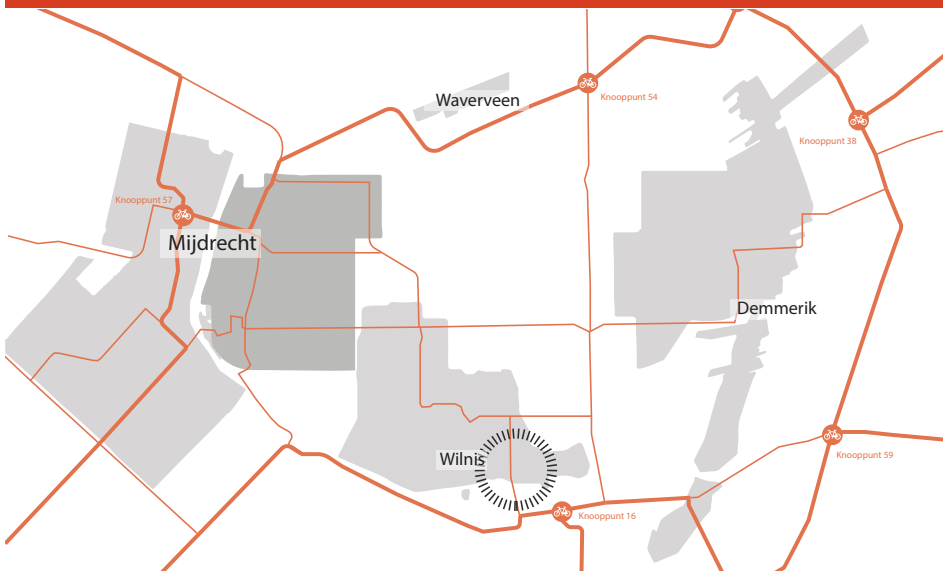 Waverveen
Knooppunt 54
Knooppunt 38
Knooppunt 57
Mijdrecht
Demmerik
Wilnis
Knooppunt 59
Knooppunt 16